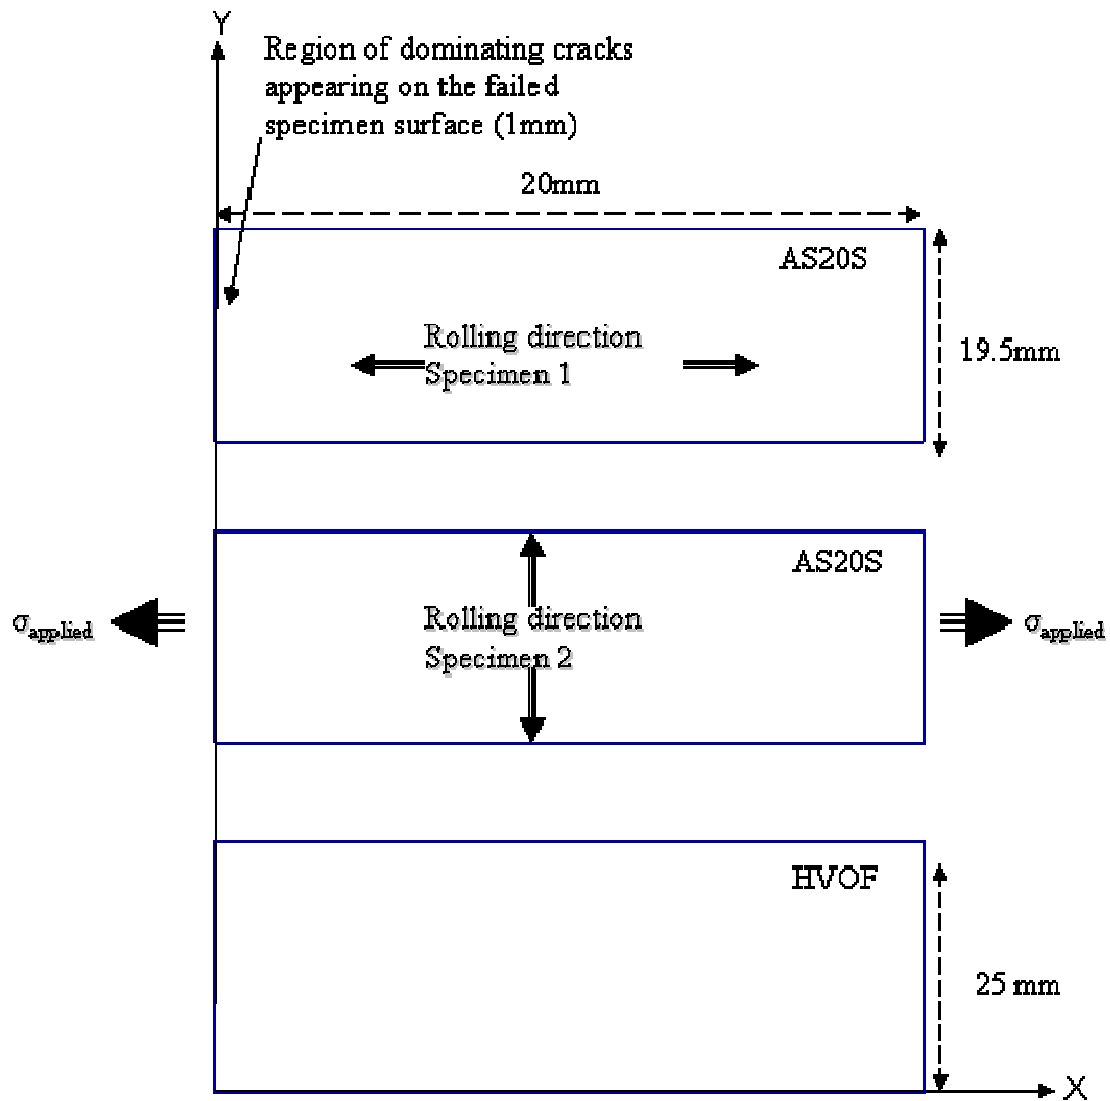 Y
Region of dominating cracks
appearing on the failed
specimen surface (1mm)
20mm
AS20S
Rolling direction
Specimen 1
19.5mm
AS20S
Rolling direction
Specimen 2
σapplied
σapplied
HVOF
25 mm
X